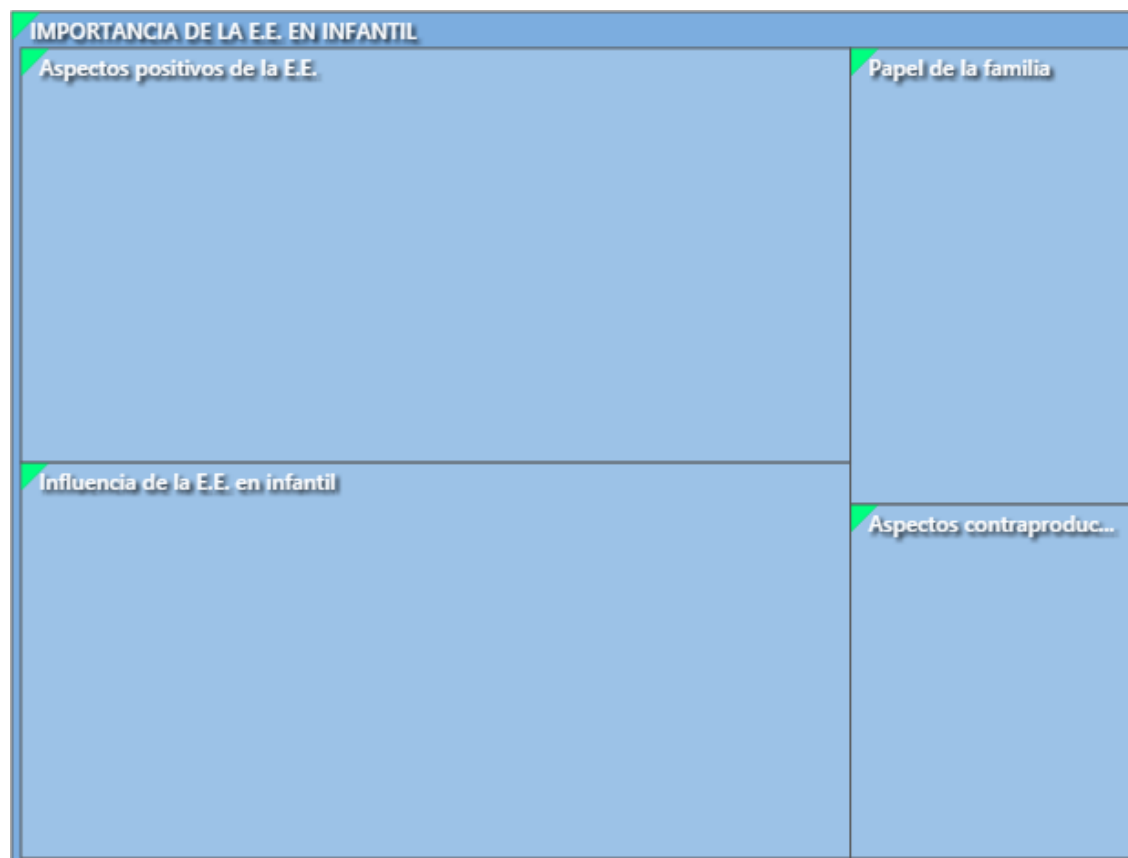 IMPORTANCIA DE LA E.E. EN INFANTIL
Aspectos positivos de la E.E.
Papel de la familia
Influencia de la E.E. en infantil
Aspectos contraproduc...